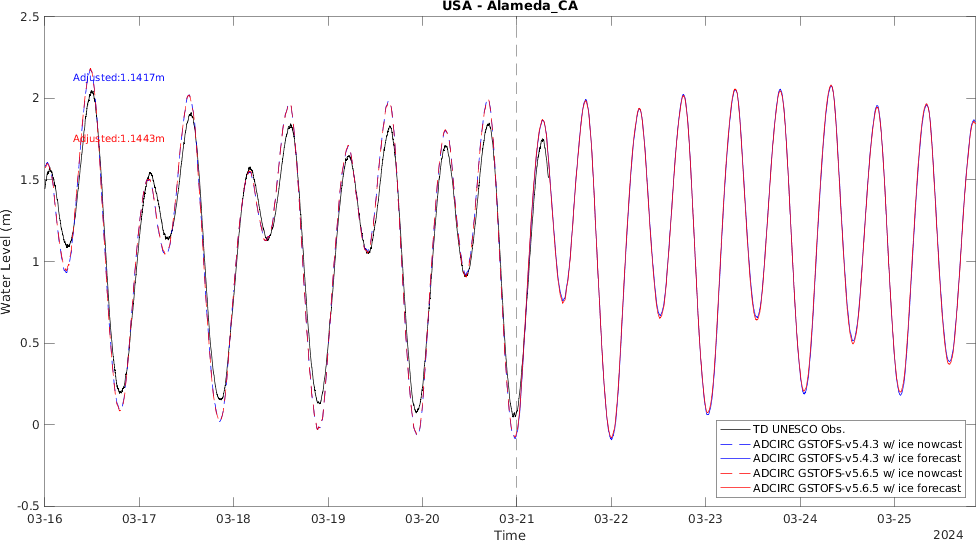 USA - Alameda_CA
2.5
2
1.5
1
0.5
0
-0.5
Water Level (m)
Adjusted:1.1417m
Adjusted:1.1443m
TD UNESCO Obs.
ADCIRC GSTOFS-v5.4.3 w/ ice nowcast
ADCIRC GSTOFS-v5.4.3 w/ ice forecast
ADCIRC GSTOFS-v5.6.5 w/ ice nowcast
ADCIRC GSTOFS-v5.6.5 w/ ice forecast
03-16 03-17 03-18 03-19 03-20 03-21 03-22 03-23 03-24 03-25
Time
2024